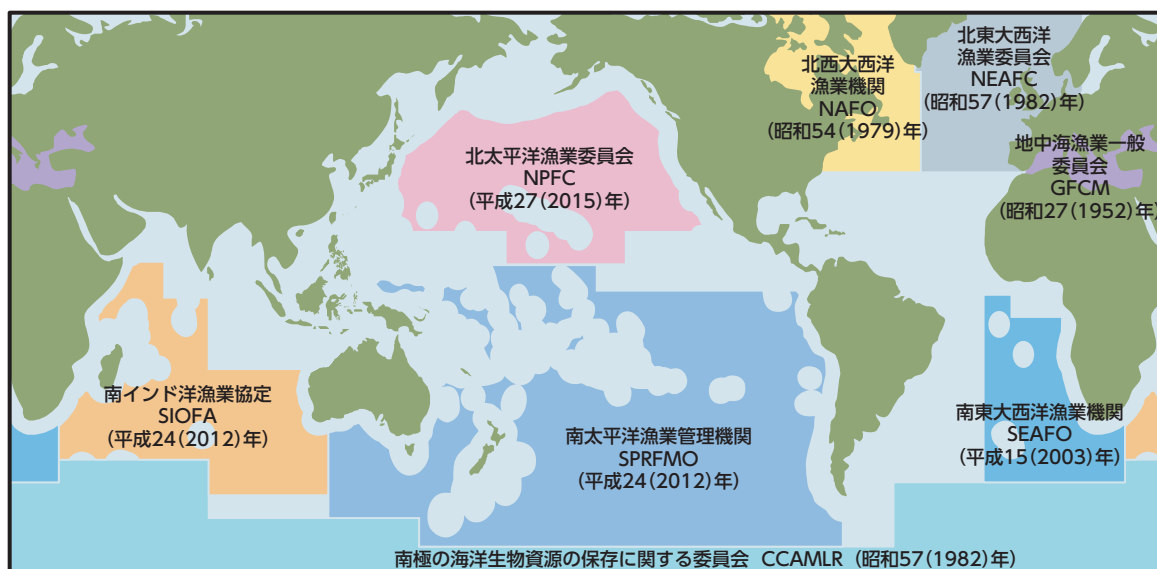 北東大西洋
漁業委員会
NEAFC
(昭和57(1982)年)
北西大西洋
漁業機関
NAFO
(昭和54(1979)年)
地中海漁業一般
委員会
GFCM
(昭和27(1952)年)
北太平洋漁業委員会
NPFC
(平成27(2015)年)
南インド洋漁業協定
SIOFA
(平成24(2012)年)
南太平洋漁業管理機関
SPRFMO
(平成24(2012)年)
南東大西洋漁業機関
SEAFO
(平成15(2003)年)
南極の海洋生物資源の保存に関する委員会 CCAMLR (昭和57(1982)年)